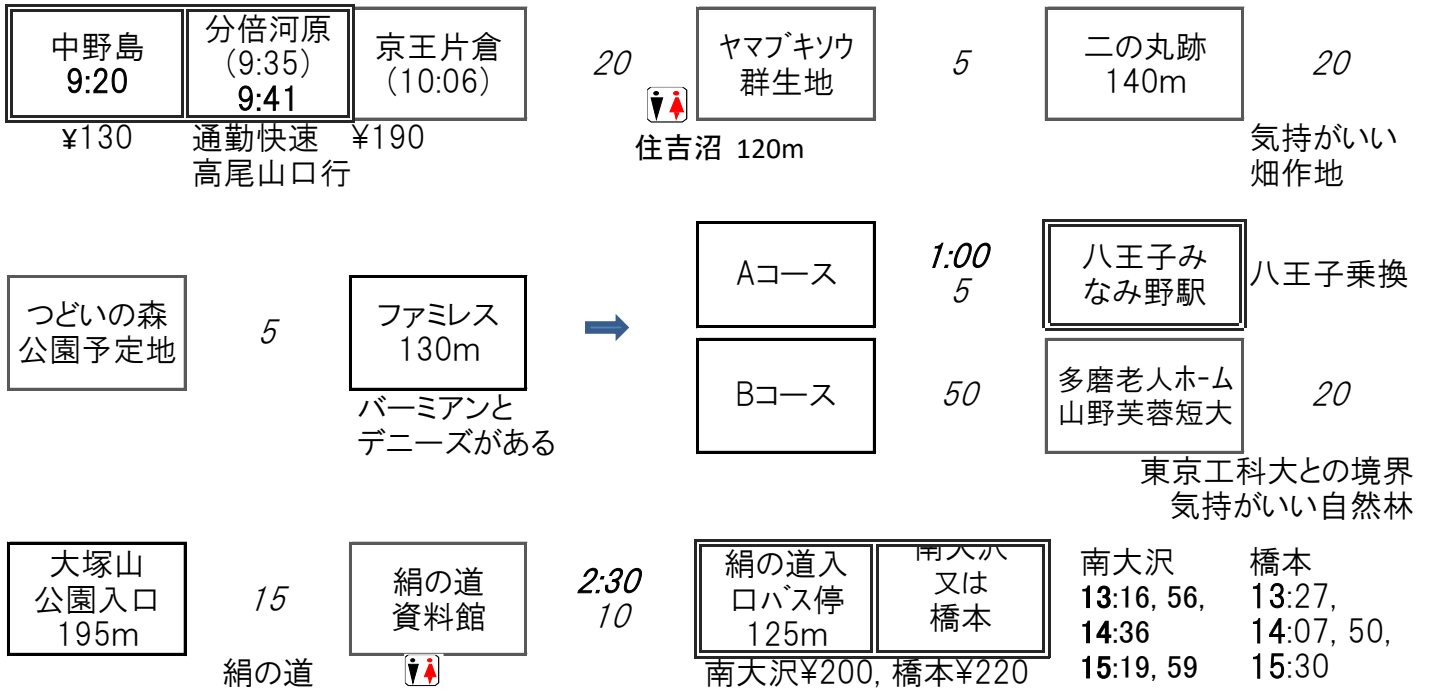 中野島
9:20
分倍河原
(9:35)
9:41
京王片倉
(10:06)
20
ヤマブキソウ
群生地
5
二の丸跡
140m
20
¥130
通勤快速
高尾山口行
¥190
住吉沼 120m
気持がいい
畑作地
つどいの森
公園予定地
5
ファミレス
130m
バーミアンと
デニーズがある
Aコース
1:00
5
八王子み
なみ野駅
八王子乗換
Bコース
50
多磨老人ホーム
山野芙蓉短大
20
東京工科大との境界
気持がいい自然林
大塚山
公園入口
195m
15
絹の道
絹の道
資料館
2:30
10
絹の道入
口バス停
125m
南大沢
又は
橋本
南大沢¥200, 橋本¥220
南大沢
13:16, 56,
14:36
15:19, 59
橋本
13:27,
14:07, 50,
15:30